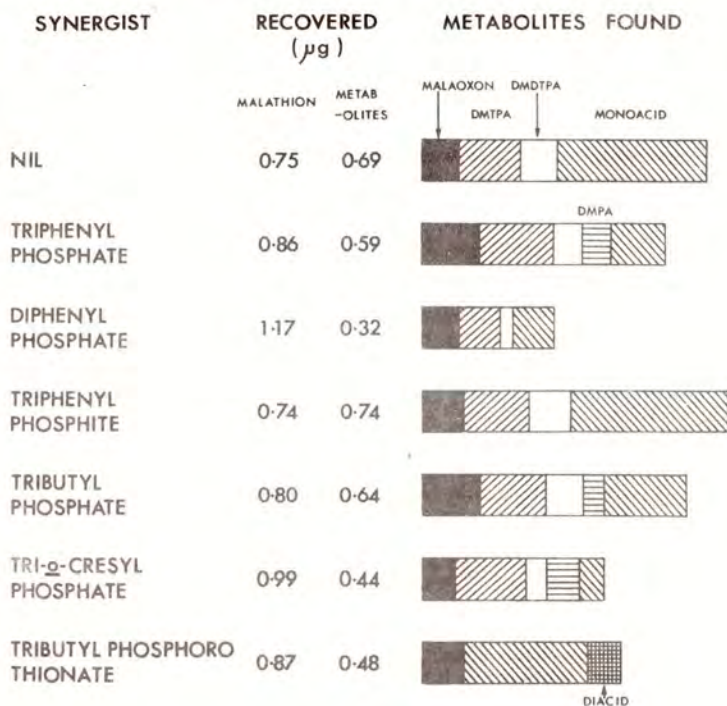 SYNERGIST RECOVERED METABOLITES FOUND
(µg)
MALATHION METAB MALAOXON DMDTPA
-OLITES DMTPA MONOACID
NIL 0·75 0·69
TRIPHENYL DMPA
PHOSPHATE 0·86 0·59
DIPHENYL
PHOSPHATE 1·17 0·32
TRIPHENYL
PHOSPHITE 0·74 0·74
TRIBUTYL
PHOSPHATE 0·80 0·64
TRI-o-CRESYL
PHOSPHATE 0·99 0·44
TRIBUTYL PHOSPHORO
THIONATE 0·87 0·48
DIACID